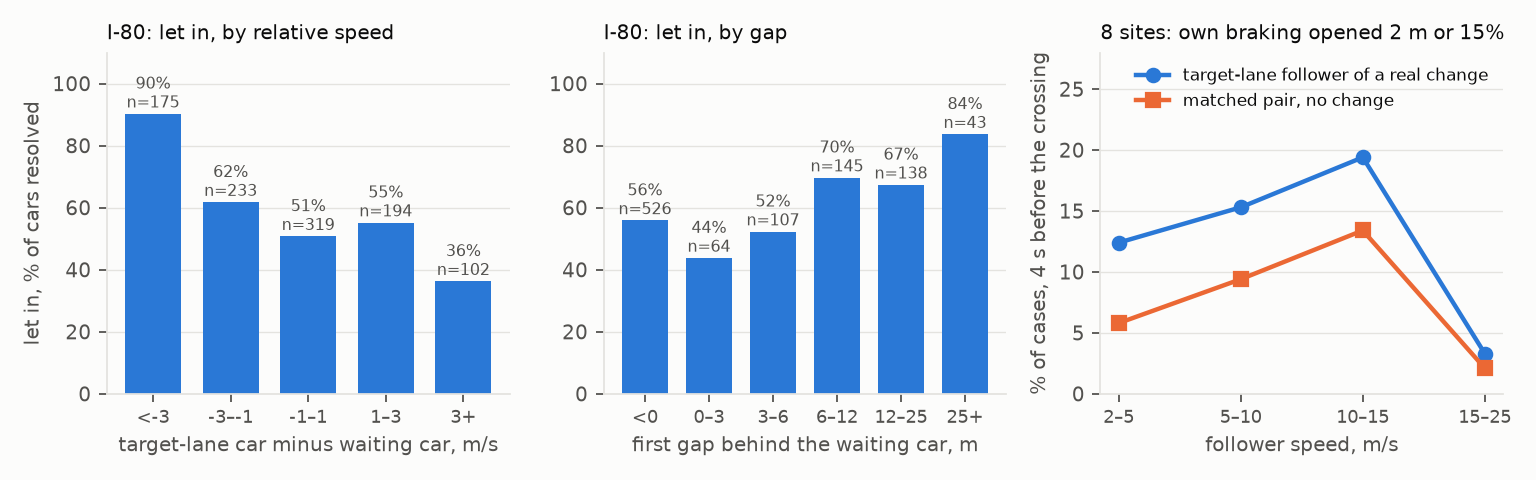 I-80: let in, by relative speed
let in, % of cars resolved
100
80
60
40
20
0
90%
n=175
62%
n=233
51%
n=319
55%
n=194
36%
n=102
<-3
-3–-1
-1–1
1–3
3+
target-lane car minus waiting car, m/s
I-80: let in, by gap
100
80
60
40
20
0
56%
n=526
44%
n=64
52%
n=107
70%
n=145
67%
n=138
84%
n=43
<0
0–3
3–6
6–12
12–25
25+
first gap behind the waiting car, m
8 sites: own braking opened 2 m or 15%
% of cases, 4 s before the crossing
25
20
15
10
5
0
target-lane follower of a real change
matched pair, no change
2–5
5–10
10–15
15–25
follower speed, m/s